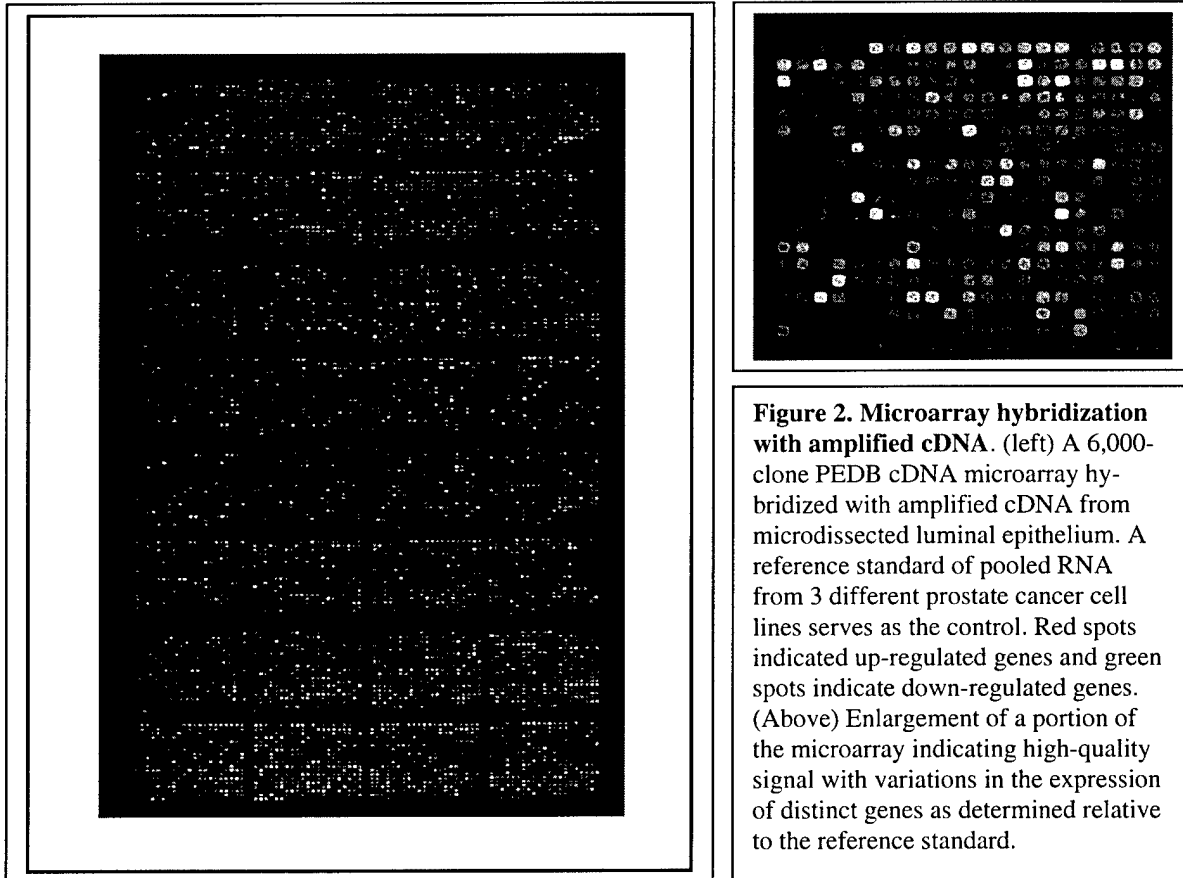 Figure 2. Microarray hybridization
with amplified cDNA. (left) A 6,000-
clone PEDB cDNA microarray hy-
bridized with amplified cDNA from
microdissected luminal epithelium. A
reference standard of pooled RNA
from 3 different prostate cancer cell
lines serves as the control. Red spots
indicated up-regulated genes and green
spots indicate down-regulated genes.
(Above) Enlargement of a portion of
the microarray indicating high-quality
signal with variations in the expression
of distinct genes as determined relative
to the reference standard.